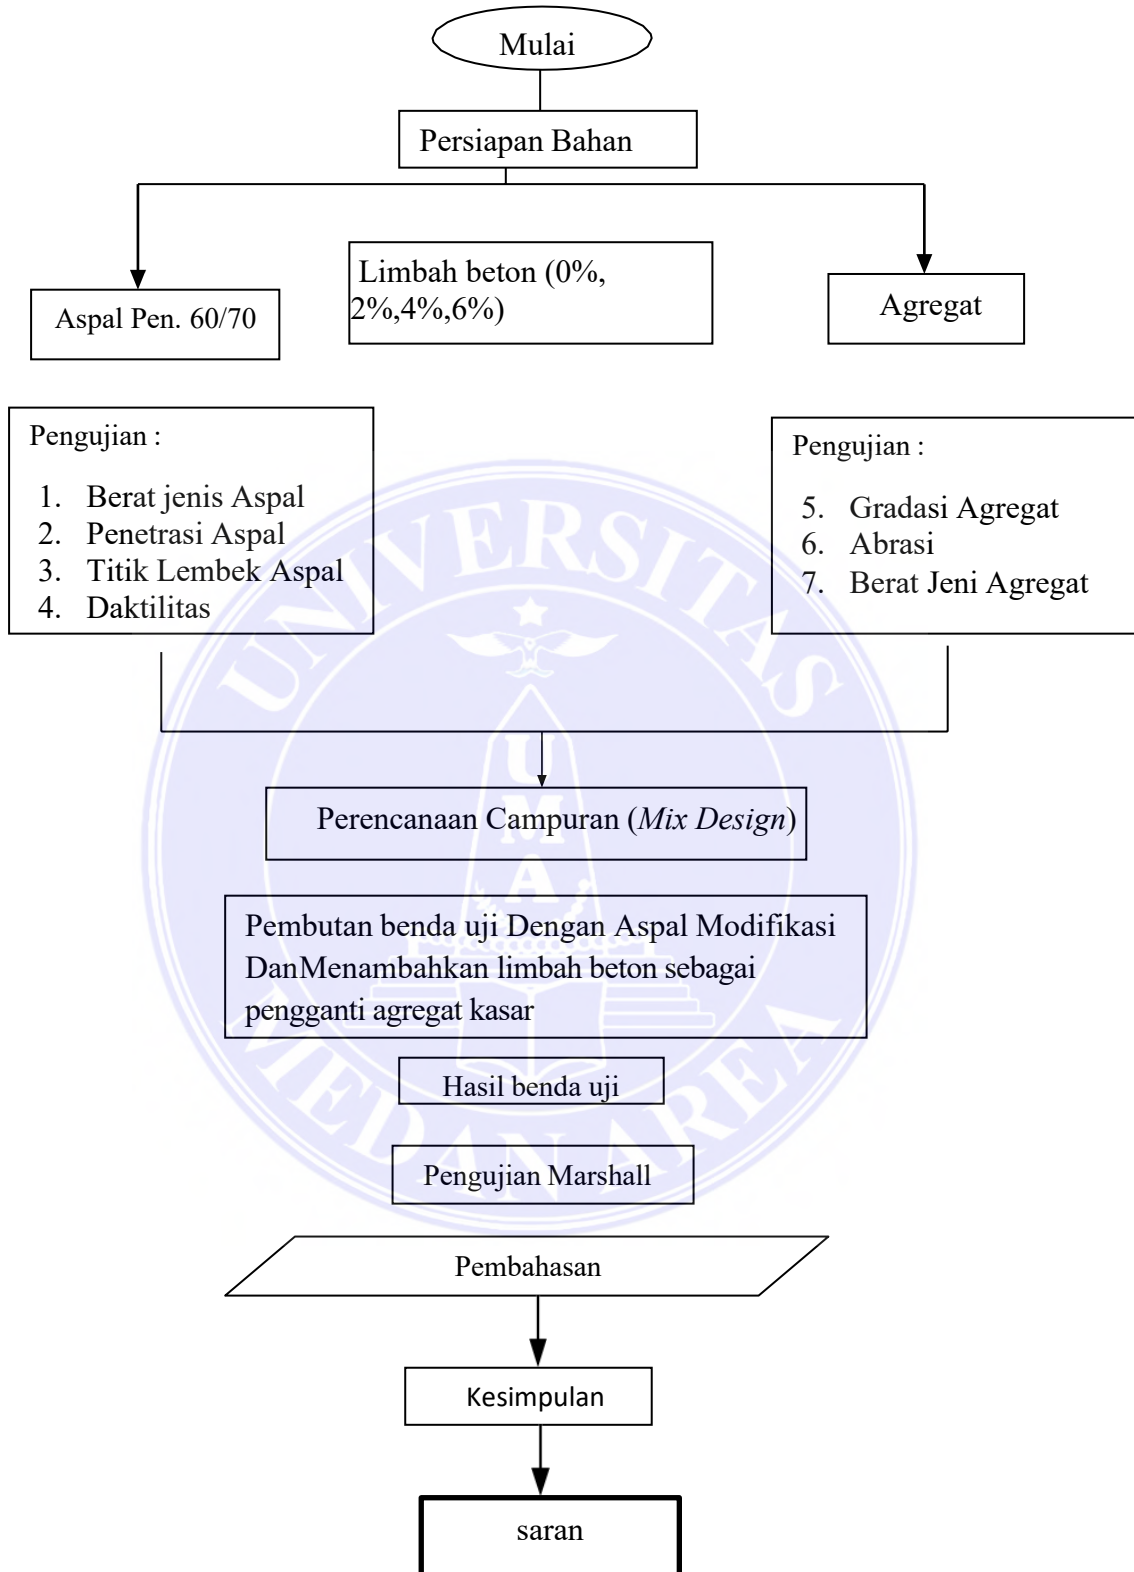 Mulai
Persiapan Bahan
Aspal Pen. 60/70
Limbah beton (0%,
2%,4%,6%)
Agregat
Pengujian :
1. Berat jenis Aspal
2. Penetrasi Aspal
3. Titik Lembek Aspal
4. Daktilitas
Pengujian :
5. Gradasi Agregat
6. Abrasi
7. Berat Jeni Agregat
Perencanaan Campuran (Mix Design)
Pembutan benda uji Dengan Aspal Modifikasi
DanMenambahkan limbah beton sebagai
pengganti agregat kasar
Hasil benda uji
Pengujian Marshall
Pembahasan
Kesimpulan
saran
UNIVERSITAS
MEDAN AREA
U
M
A